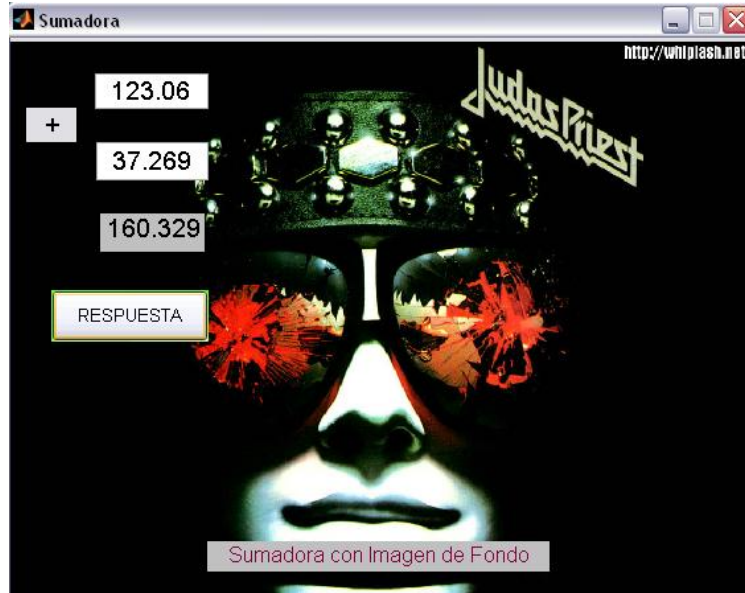 Sumadora
http://whiplash.net
Judas Priest
123.06
+
37.269
160.329
RESPUESTA
Sumadora con Imagen de Fondo